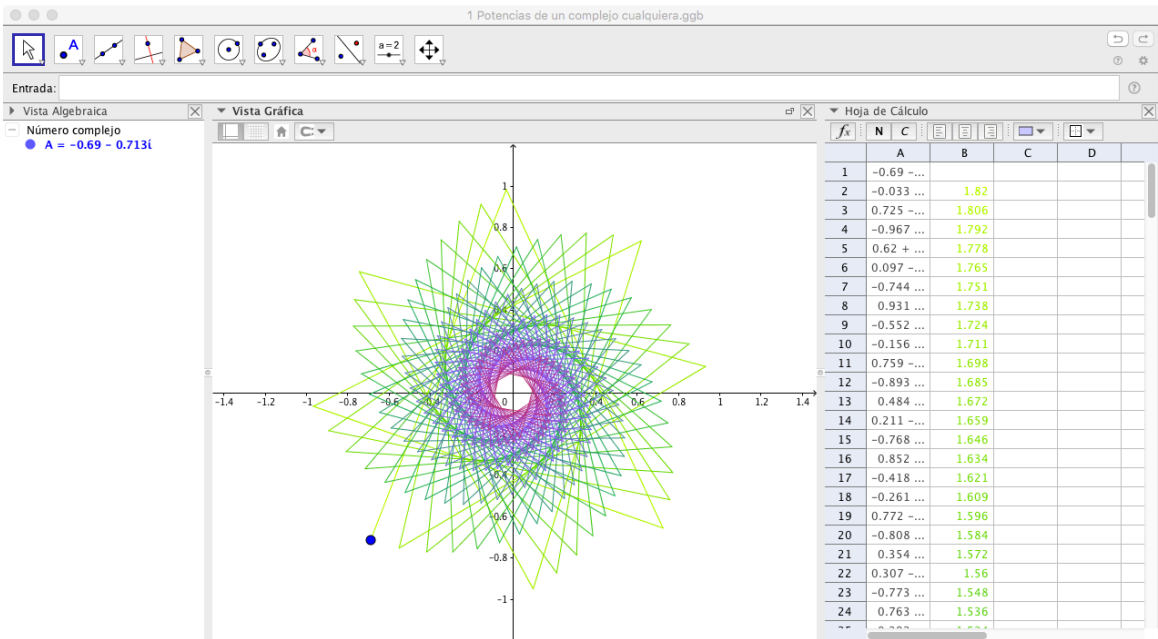 1 Potencias de un complejo cualquiera.ggb
A
α
a=2
Entrada:
Vista Algebraica
Vista Gráfica
Hoja de Cálculo
Número complejo
A = −0.69 − 0.713i
fx N C
A B C D
1 −0.69 −...
2 −0.033 ... 1.82
3 0.725 −... 1.806
4 −0.967 ... 1.792
5 0.62 + ... 1.778
6 0.097 −... 1.765
7 −0.744 ... 1.751
8 0.931 ... 1.738
9 −0.552 ... 1.724
10 −0.156 ... 1.711
11 0.759 −... 1.698
12 −0.893 ... 1.685
13 0.484 ... 1.672
14 0.211 −... 1.659
15 −0.768 ... 1.646
16 0.852 ... 1.634
17 −0.418 ... 1.621
18 −0.261 ... 1.609
19 0.772 −... 1.596
20 −0.808 ... 1.584
21 0.354 ... 1.572
22 0.307 −... 1.56
23 −0.773 ... 1.548
24 0.763 ... 1.536
1
0.8
0.6
0.4
−1.4 −1.2 −1 −0.8 −0.6 −0.4 0 0.4 0.6 0.8 1 1.2 1.4
−0.4
−0.6
−0.8
−1